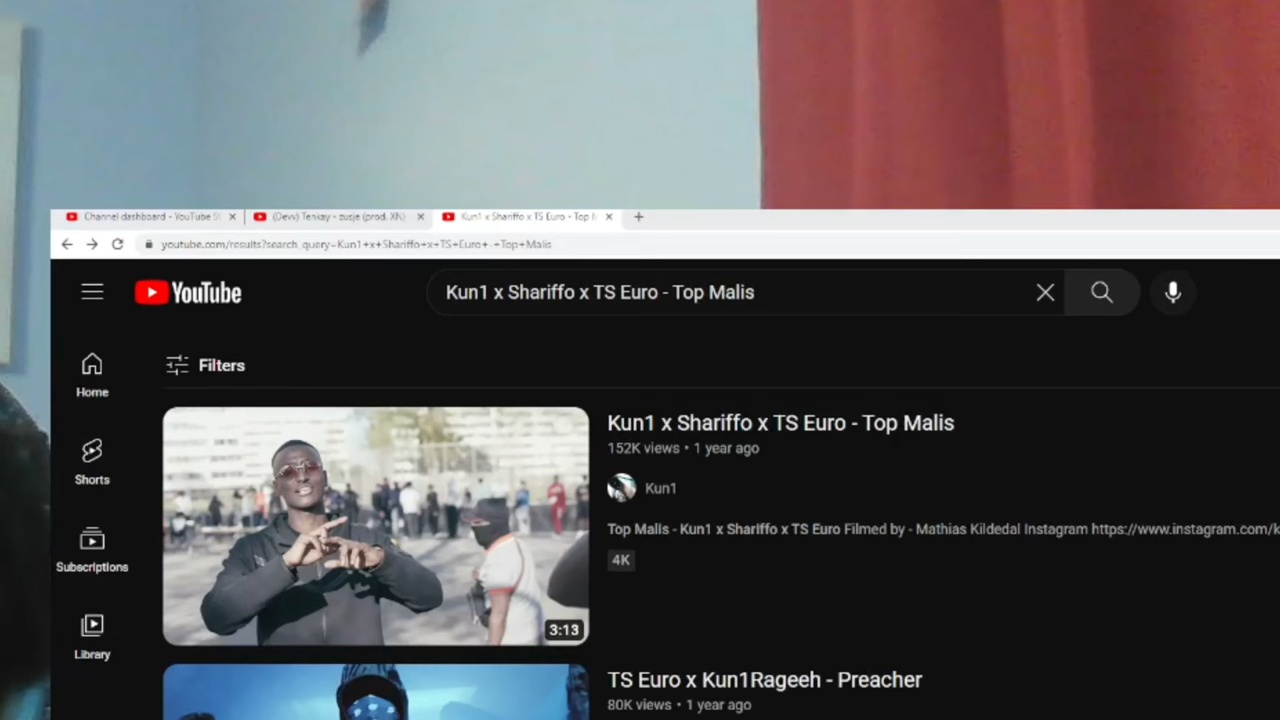 Channel dashboard - YouTube S
(Devv) Tenkay - zusje (prod. XN)
Kun1 x Shariffo x TS Euro - Top M
youtube.com/results?search_query=Kun1+x+Shariffo+x+TS+Euro+-+Top+Malis
YouTube
Kun1 x Shariffo x TS Euro - Top Malis
Home
Shorts
Subscriptions
Library
Filters
3:13
Kun1 x Shariffo x TS Euro - Top Malis
152K views • 1 year ago
Kun1
Top Malis - Kun1 x Shariffo x TS Euro Filmed by - Mathias Kildedal Instagram https://www.instagram.com/k
4K
TS Euro x Kun1Rageeh - Preacher
80K views • 1 year ago